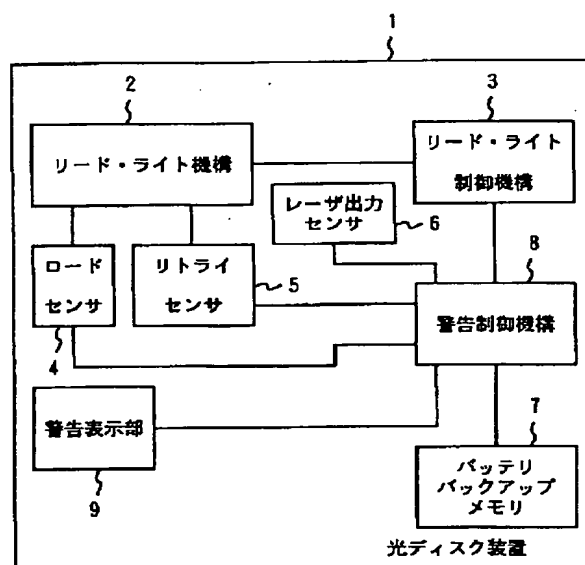 1
2
3
リード・ライト機構
リード・ライト
制御機構
レーザ出力
センサ
6
8
ロード
センサ
リトライ
センサ
5
警告制御機構
4
警告表示部
7
バッテリ
バックアップ
メモリ
9
光ディスク装置